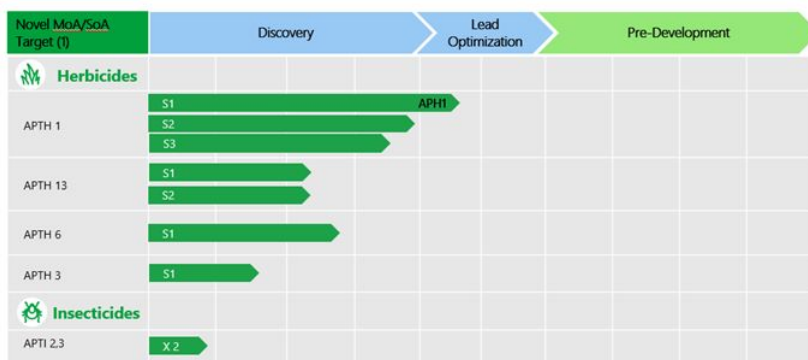 Novel MoA/SoA
Target (1)
Discovery
Lead
Optimization
Pre-Development
Herbicides
APTH 1
S1
APH1
S2
S3
APTH 13
S1
S2
APTH 6
S1
APTH 3
S1
Insecticides
APTI 2,3
X 2